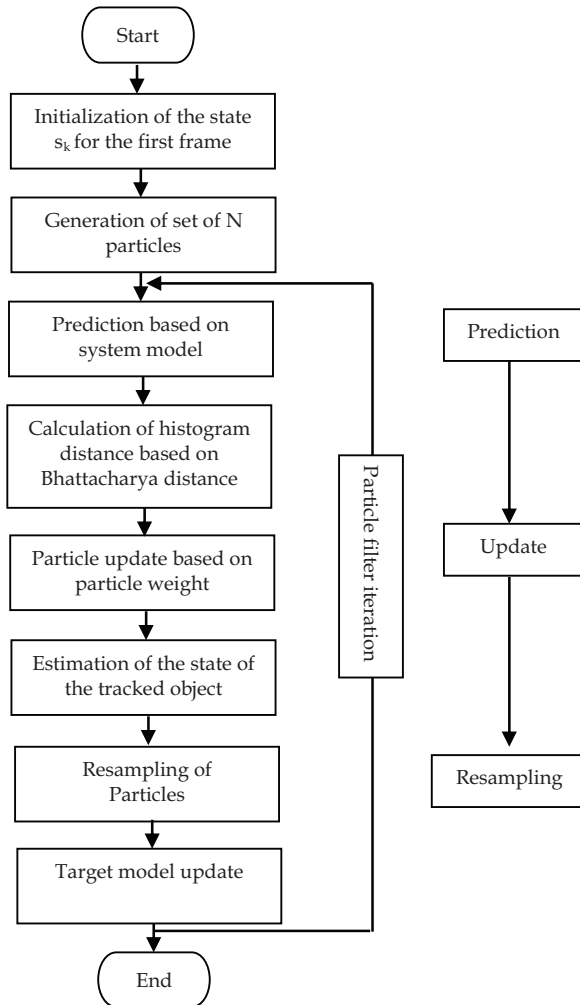 Start
Initialization of the state
sk for the first frame
Generation of set of N
particles
Prediction based on
system model
Calculation of histogram
distance based on
Bhattacharya distance
Particle update based on
particle weight
Estimation of the state of
the tracked object
Resampling of
Particles
Target model update
End
Particle filter iteration
Prediction
Update
Resampling